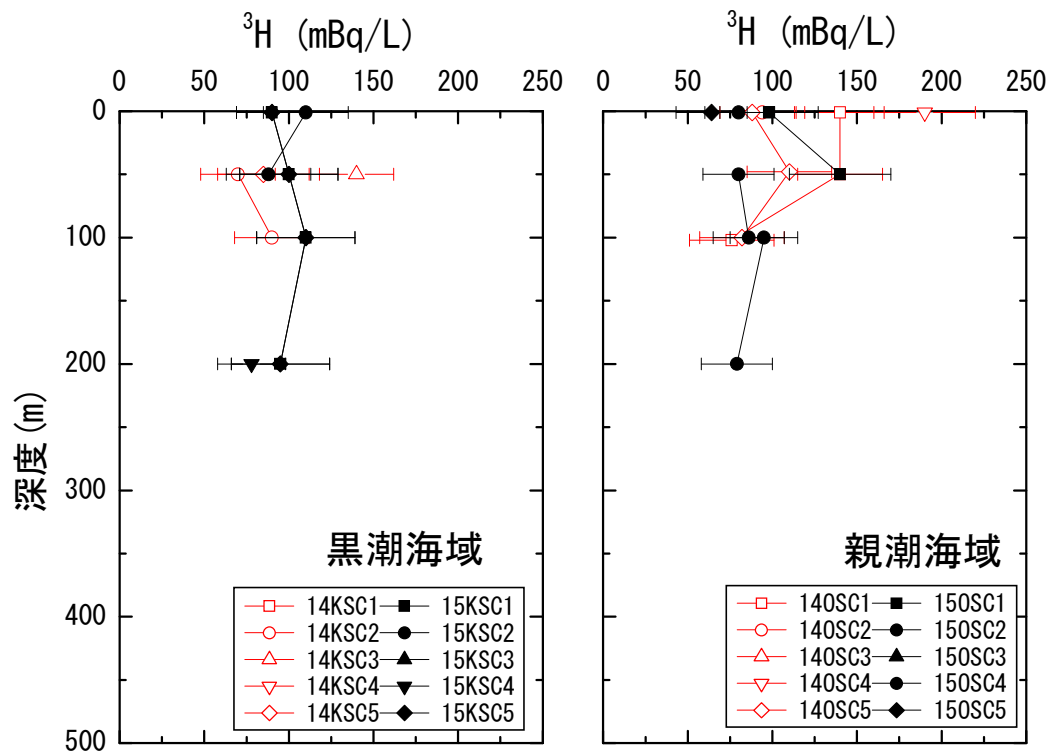 ³H (mBq/L)
0 50 100 150 200 250
³H (mBq/L)
0 50 100 150 200 250
0
100
200
300
400
500
深度(m)
黒潮海域
14KSC1 15KSC1
14KSC2 15KSC2
14KSC3 15KSC3
14KSC4 15KSC4
14KSC5 15KSC5
親潮海域
14OSC1 15OSC1
14OSC2 15OSC2
14OSC3 15OSC3
14OSC4 15OSC4
14OSC5 15OSC5